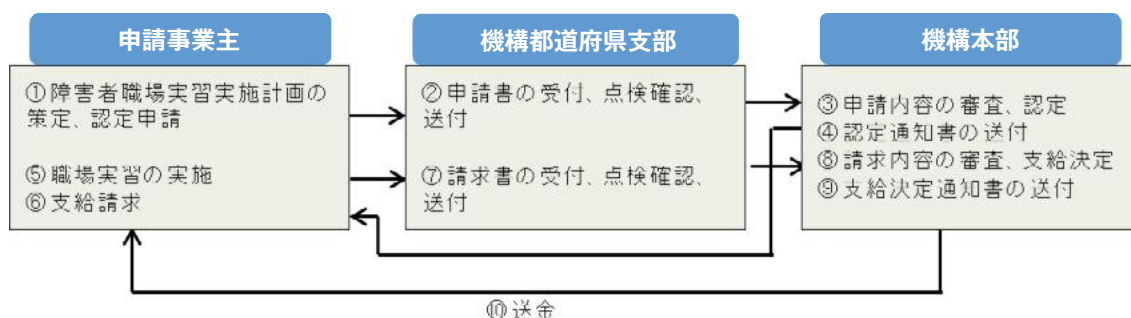 申請事業主
機構都道府県支部
機構本部
①障害者職場実習実施計画の
策定、認定申請
⑤職場実習の実施
⑥支給請求
②申請書の受付、点検確認、
送付
⑦請求書の受付、点検確認、
送付
③申請内容の審査、認定
④認定通知書の送付
⑧請求内容の審査、支給決定
⑨支給決定通知書の送付
⑩送金